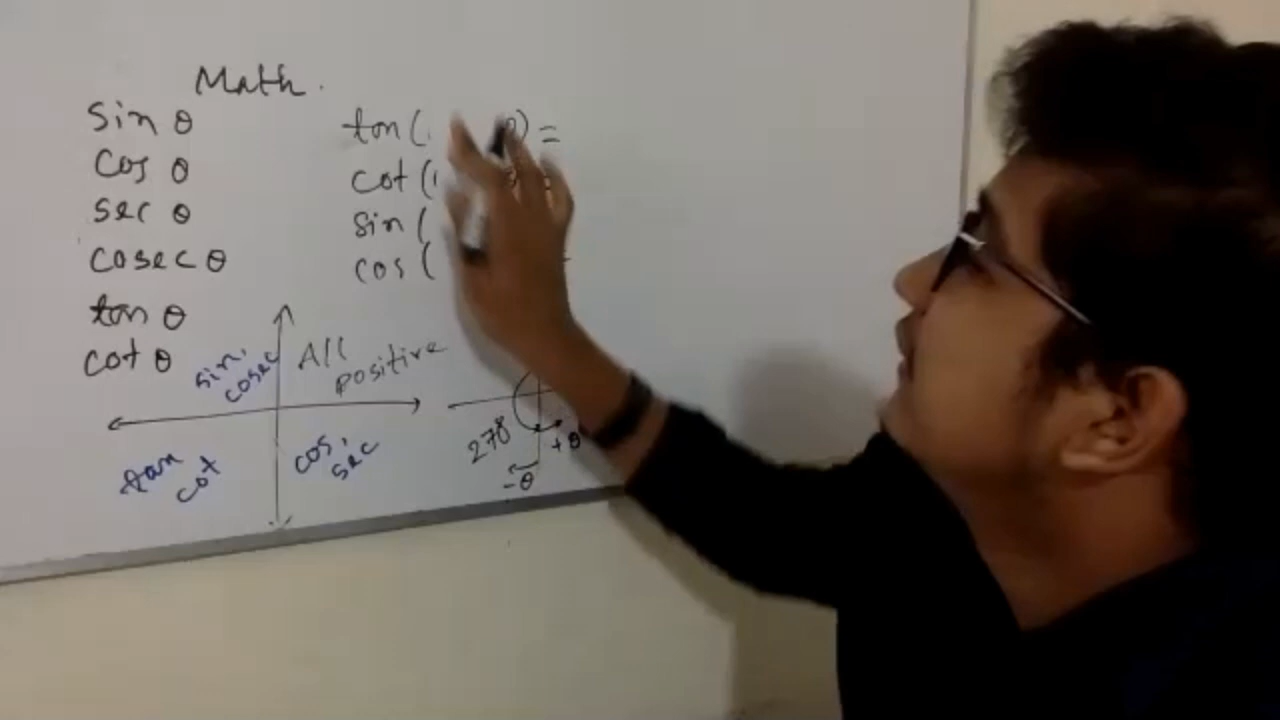 Math.
sin θ
cos θ
sec θ
cosec θ
tan θ
cot θ
tan( θ) =
cot (
sin (
cos (
sin, cosec
All positive
tan cot
cos, sec
270°
+θ
-θ